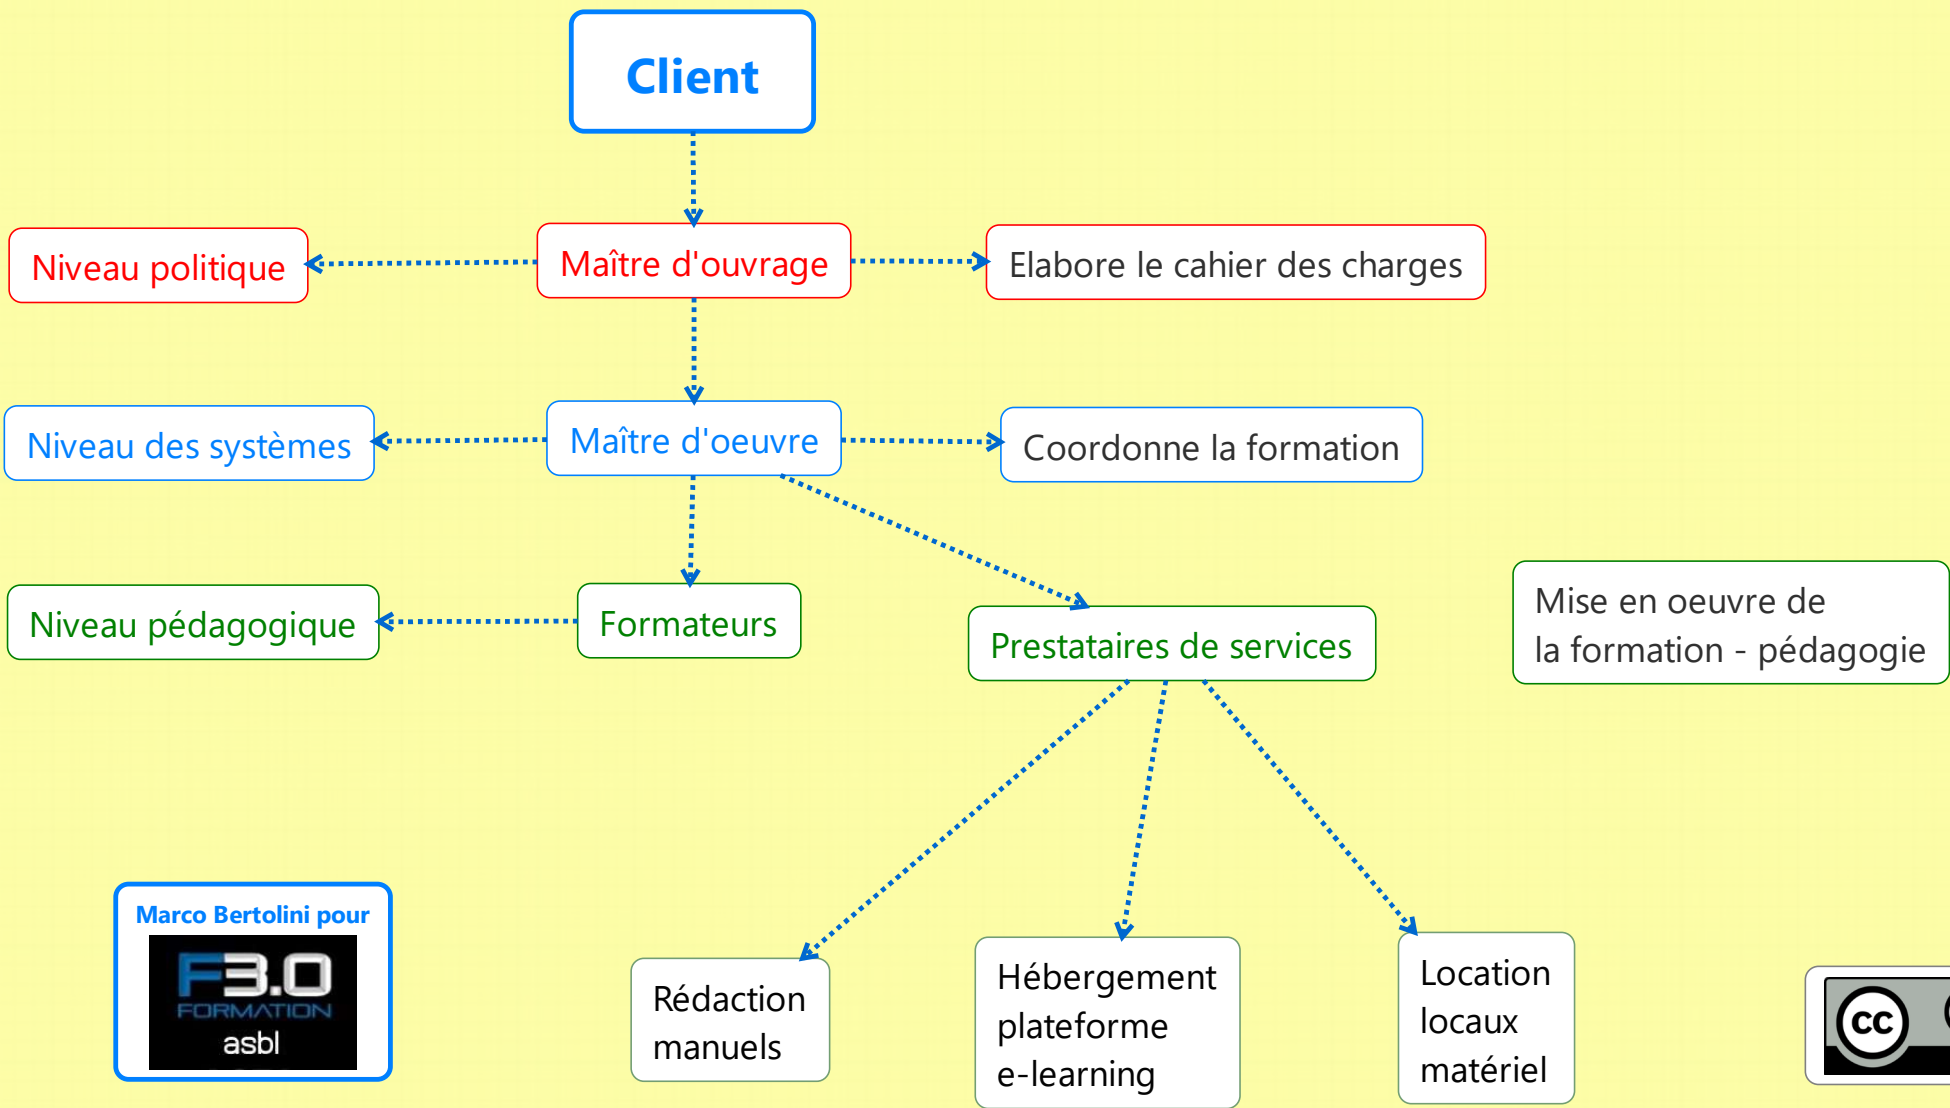 Client
Niveau politique
Maître d'ouvrage
Elabore le cahier des charges
Niveau des systèmes
Maître d'oeuvre
Coordonne la formation
Niveau pédagogique
Formateurs
Prestataires de services
Mise en oeuvre de
la formation - pédagogie
Marco Bertolini pour
F3.0
FORMATION
asbl
Rédaction
manuels
Hébergement
plateforme
e-learning
Location
locaux
matériel
cc